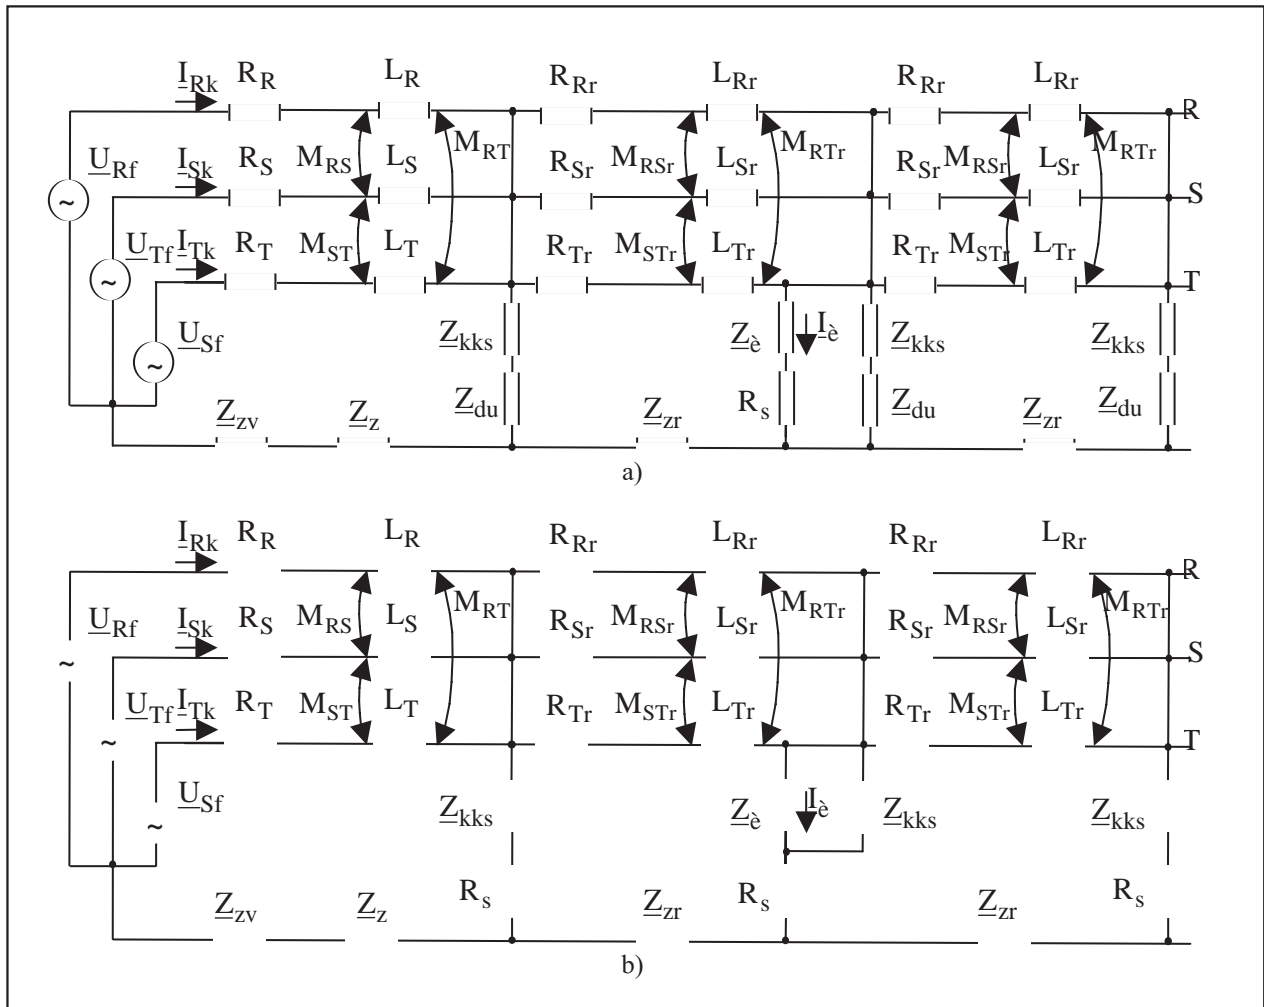 I_Rk R_R L_R R_Rr L_Rr R_Rr L_Rr R
U_Rf I_Sk R_S M_RS L_S M_RT R_Sr M_RSr L_Sr M_RTr R_Sr M_RSr L_Sr M_RTr S
~
U_Tf I_Tk R_T M_ST L_T R_Tr M_STr L_Tr R_Tr M_STr L_Tr T
~
U_Sf Z_kks Z_è I_è Z_kks Z_kks
~
Z_zv Z_z Z_du Z_zr R_s Z_du Z_zr Z_du
a)
I_Rk R_R L_R R_Rr L_Rr R_Rr L_Rr R
U_Rf I_Sk R_S M_RS L_S M_RT R_Sr M_RSr L_Sr M_RTr R_Sr M_RSr L_Sr M_RTr S
~
U_Tf I_Tk R_T M_ST L_T R_Tr M_STr L_Tr R_Tr M_STr L_Tr T
~
U_Sf Z_kks Z_è I_è Z_kks Z_kks
~
Z_zv Z_z R_s Z_zr R_s Z_zr R_s
b)